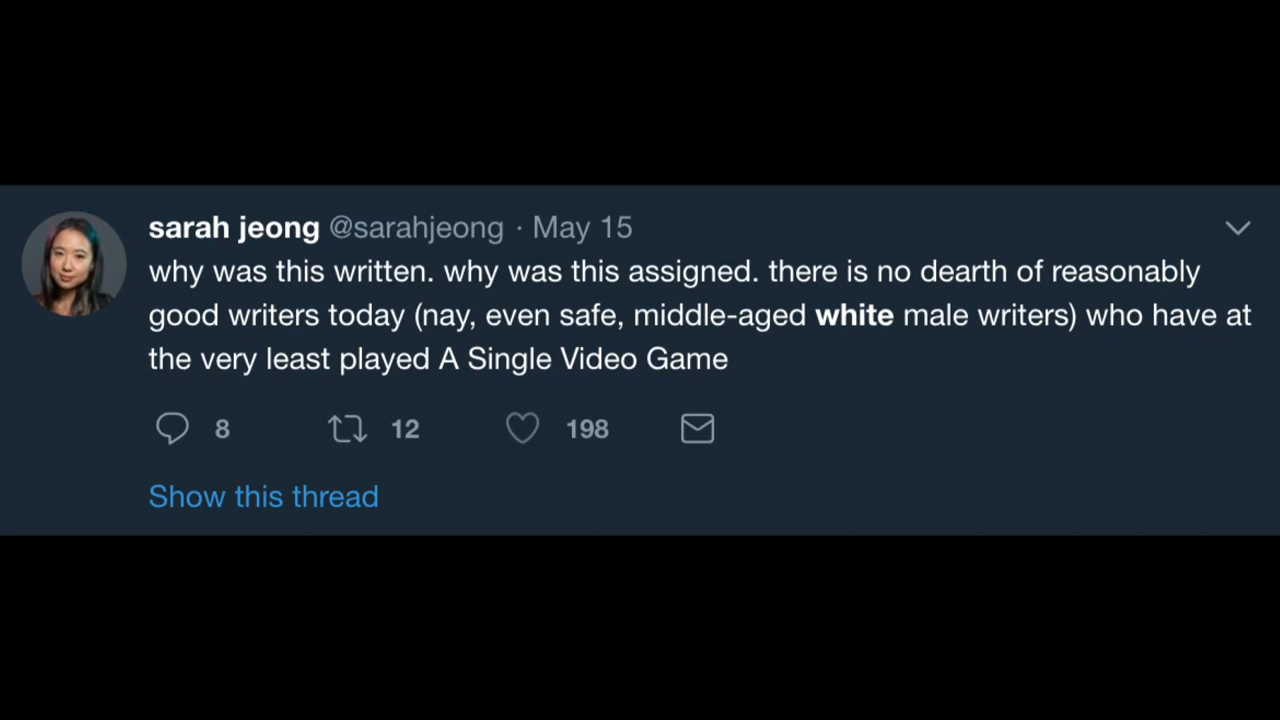 sarah jeong @sarahjeong · May 15
why was this written. why was this assigned. there is no dearth of reasonably
good writers today (nay, even safe, middle-aged white male writers) who have at
the very least played A Single Video Game
8 12 198
Show this thread